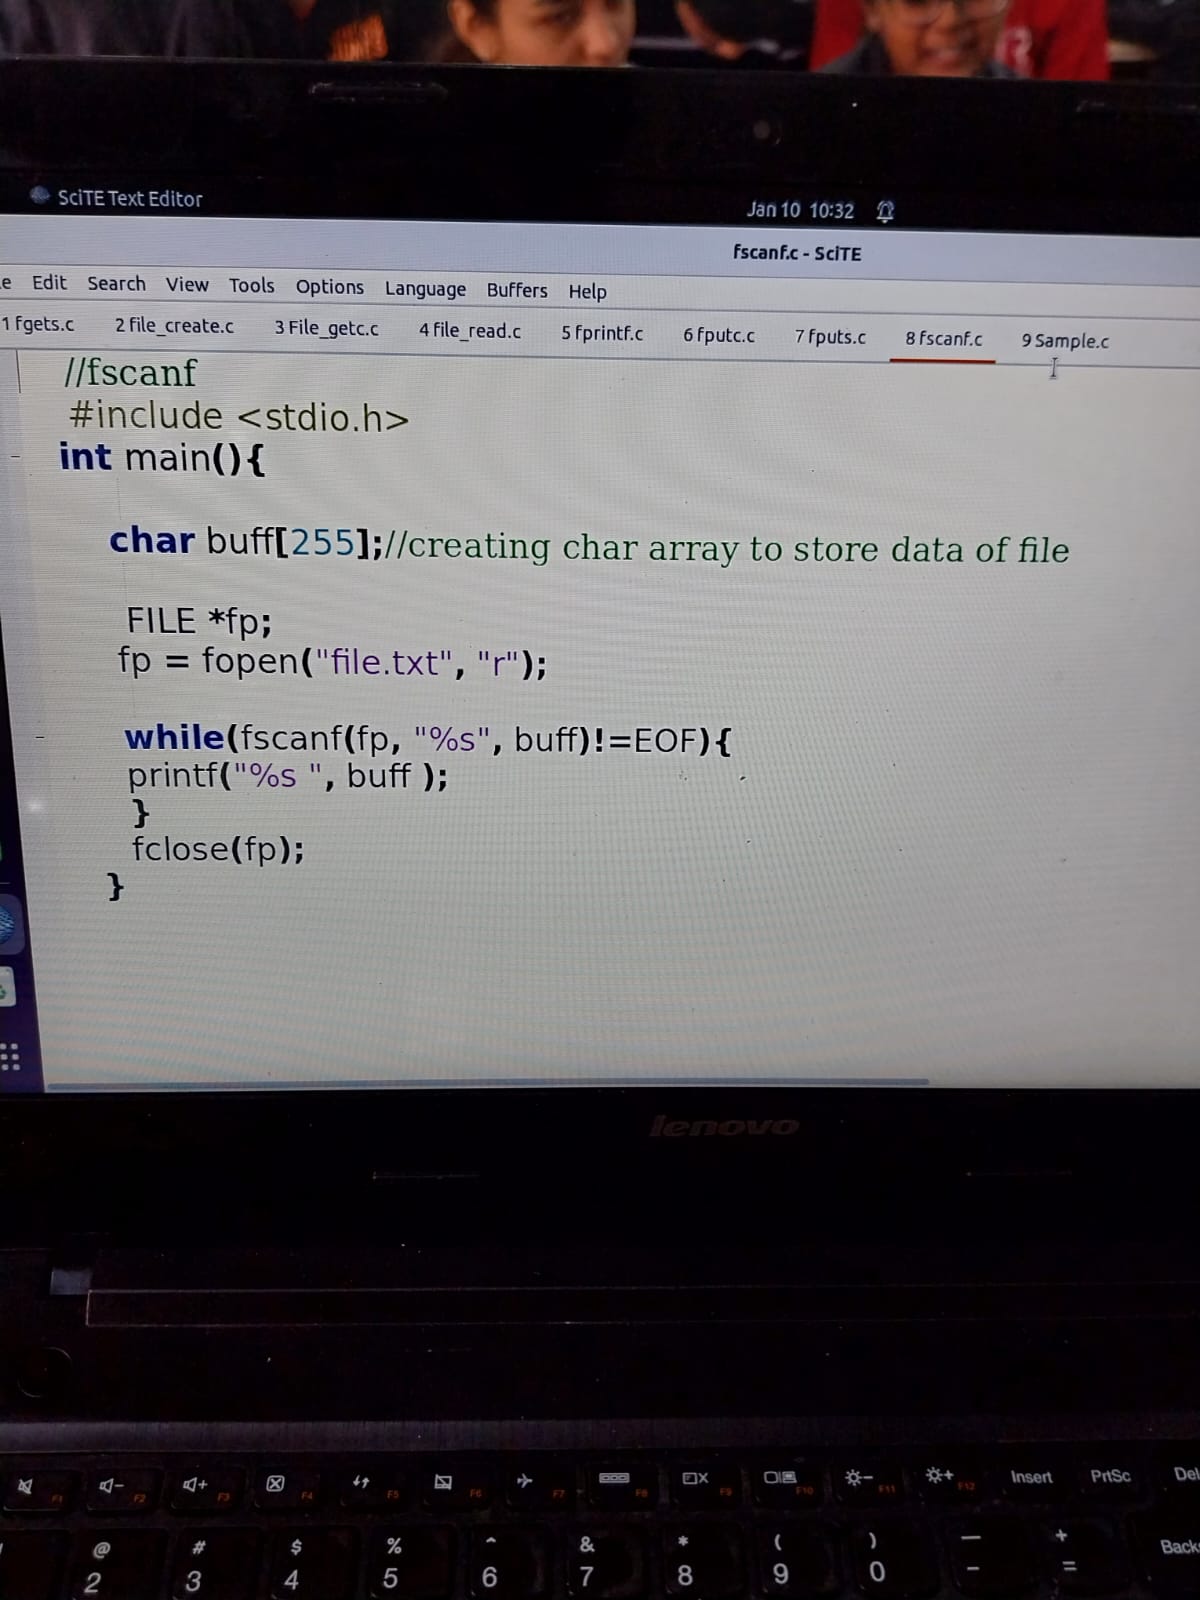 SciTE Text Editor
Jan 10 10:32
fscanf.c - SciTE
e Edit Search View Tools Options Language Buffers Help
1 fgets.c 2 file_create.c 3 File_getc.c 4 file_read.c 5 fprintf.c 6 fputc.c 7 fputs.c 8 fscanf.c 9 Sample.c
//fscanf
#include <stdio.h>
int main(){
char buff[255];//creating char array to store data of file
FILE *fp;
fp = fopen("file.txt", "r");
while(fscanf(fp, "%s", buff)!=EOF){
printf("%s ", buff );
}
fclose(fp);
}
lenovo
F1 F2 F3 F4 F5 F6 F7 F8 F9 F10 F11 F12 Insert PrtSc Del
@ # $ % ^ & * ( ) — + Back
2 3 4 5 6 7 8 9 0 - =